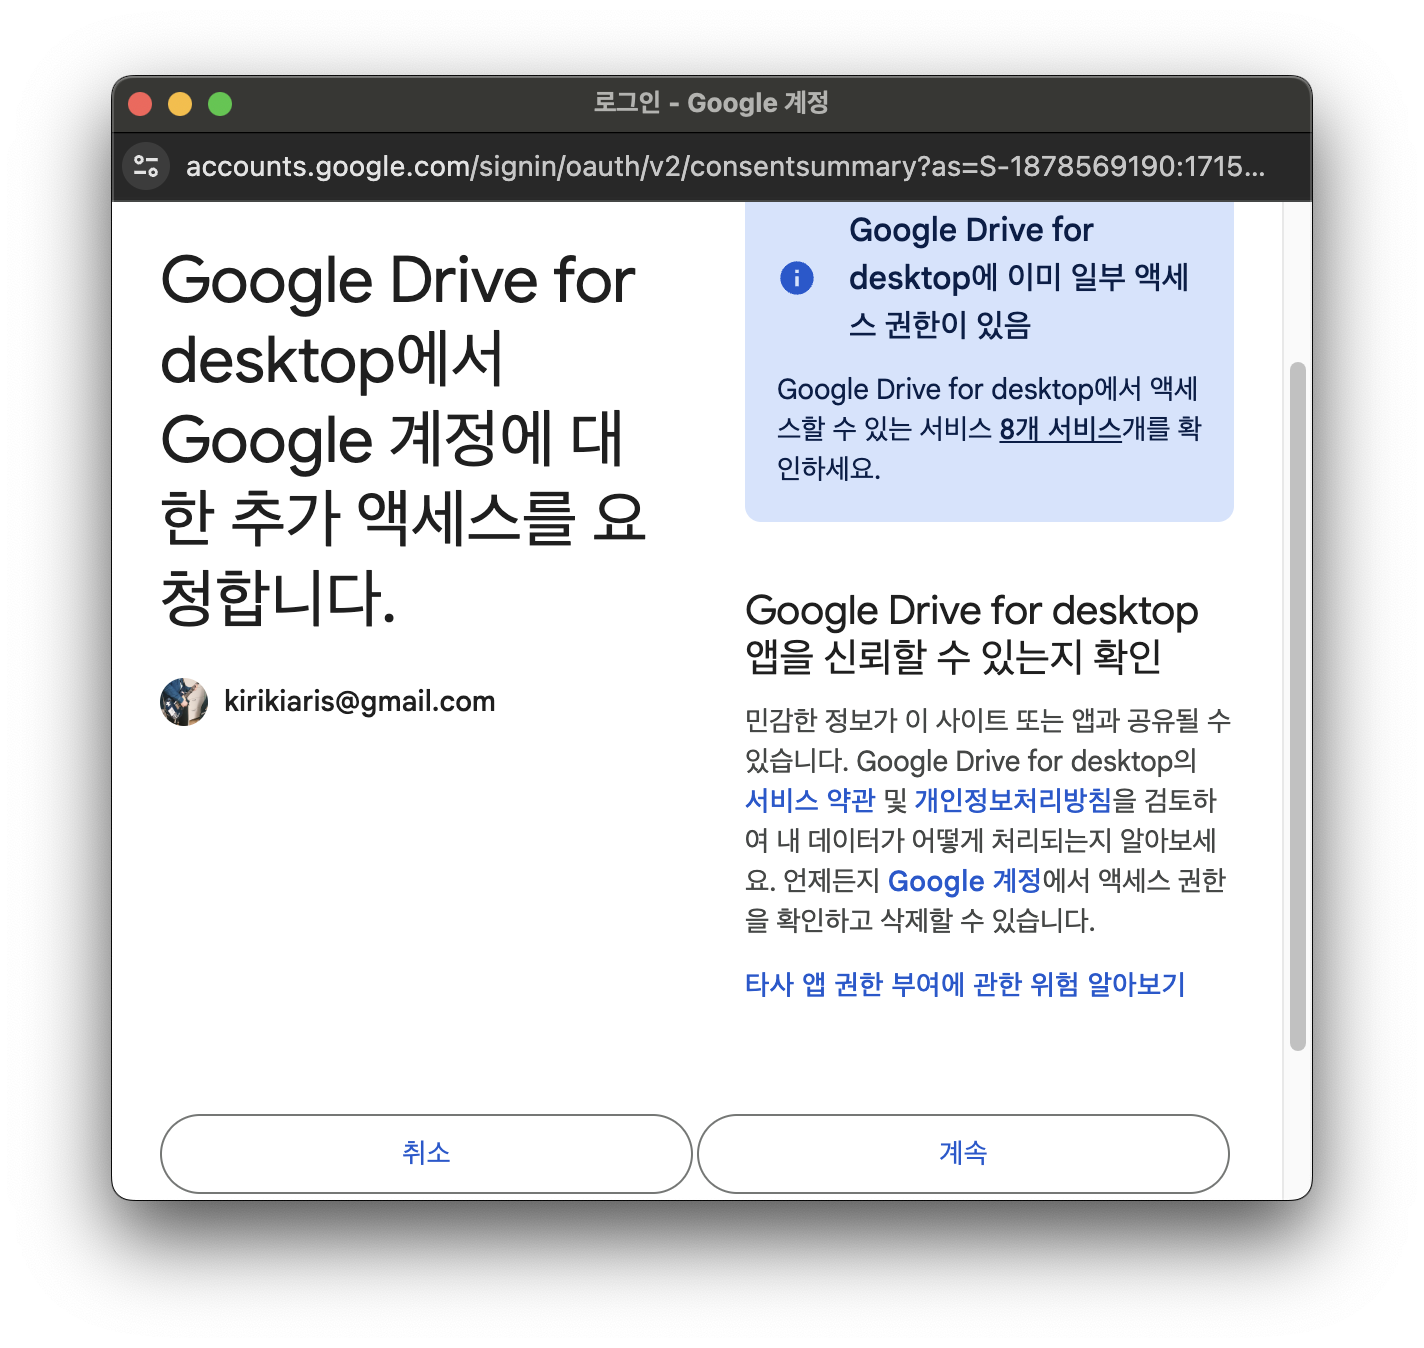 로그인 - Google 계정
accounts.google.com/signin/oauth/v2/consentsummary?as=S-1878569190:1715...
Google Drive for
desktop에서
Google 계정에 대
한 추가 액세스를 요
청합니다.
kirikiaris@gmail.com
Google Drive for
desktop에 이미 일부 액세
스 권한이 있음
Google Drive for desktop에서 액세
스할 수 있는 서비스 8개 서비스개를 확
인하세요.
Google Drive for desktop
앱을 신뢰할 수 있는지 확인
민감한 정보가 이 사이트 또는 앱과 공유될 수
있습니다. Google Drive for desktop의
서비스 약관 및 개인정보처리방침을 검토하
여 내 데이터가 어떻게 처리되는지 알아보세
요. 언제든지 Google 계정에서 액세스 권한
을 확인하고 삭제할 수 있습니다.
타사 앱 권한 부여에 관한 위험 알아보기
취소
계속